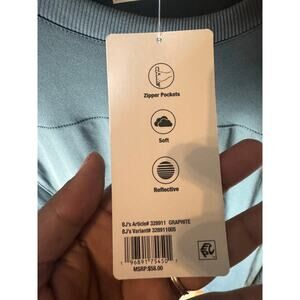 Zipper Pockets
Soft
Reflective
BJ's Article# 328911 GRAPHITE
BJ's Variant# 328911005
MSRP:$58.00